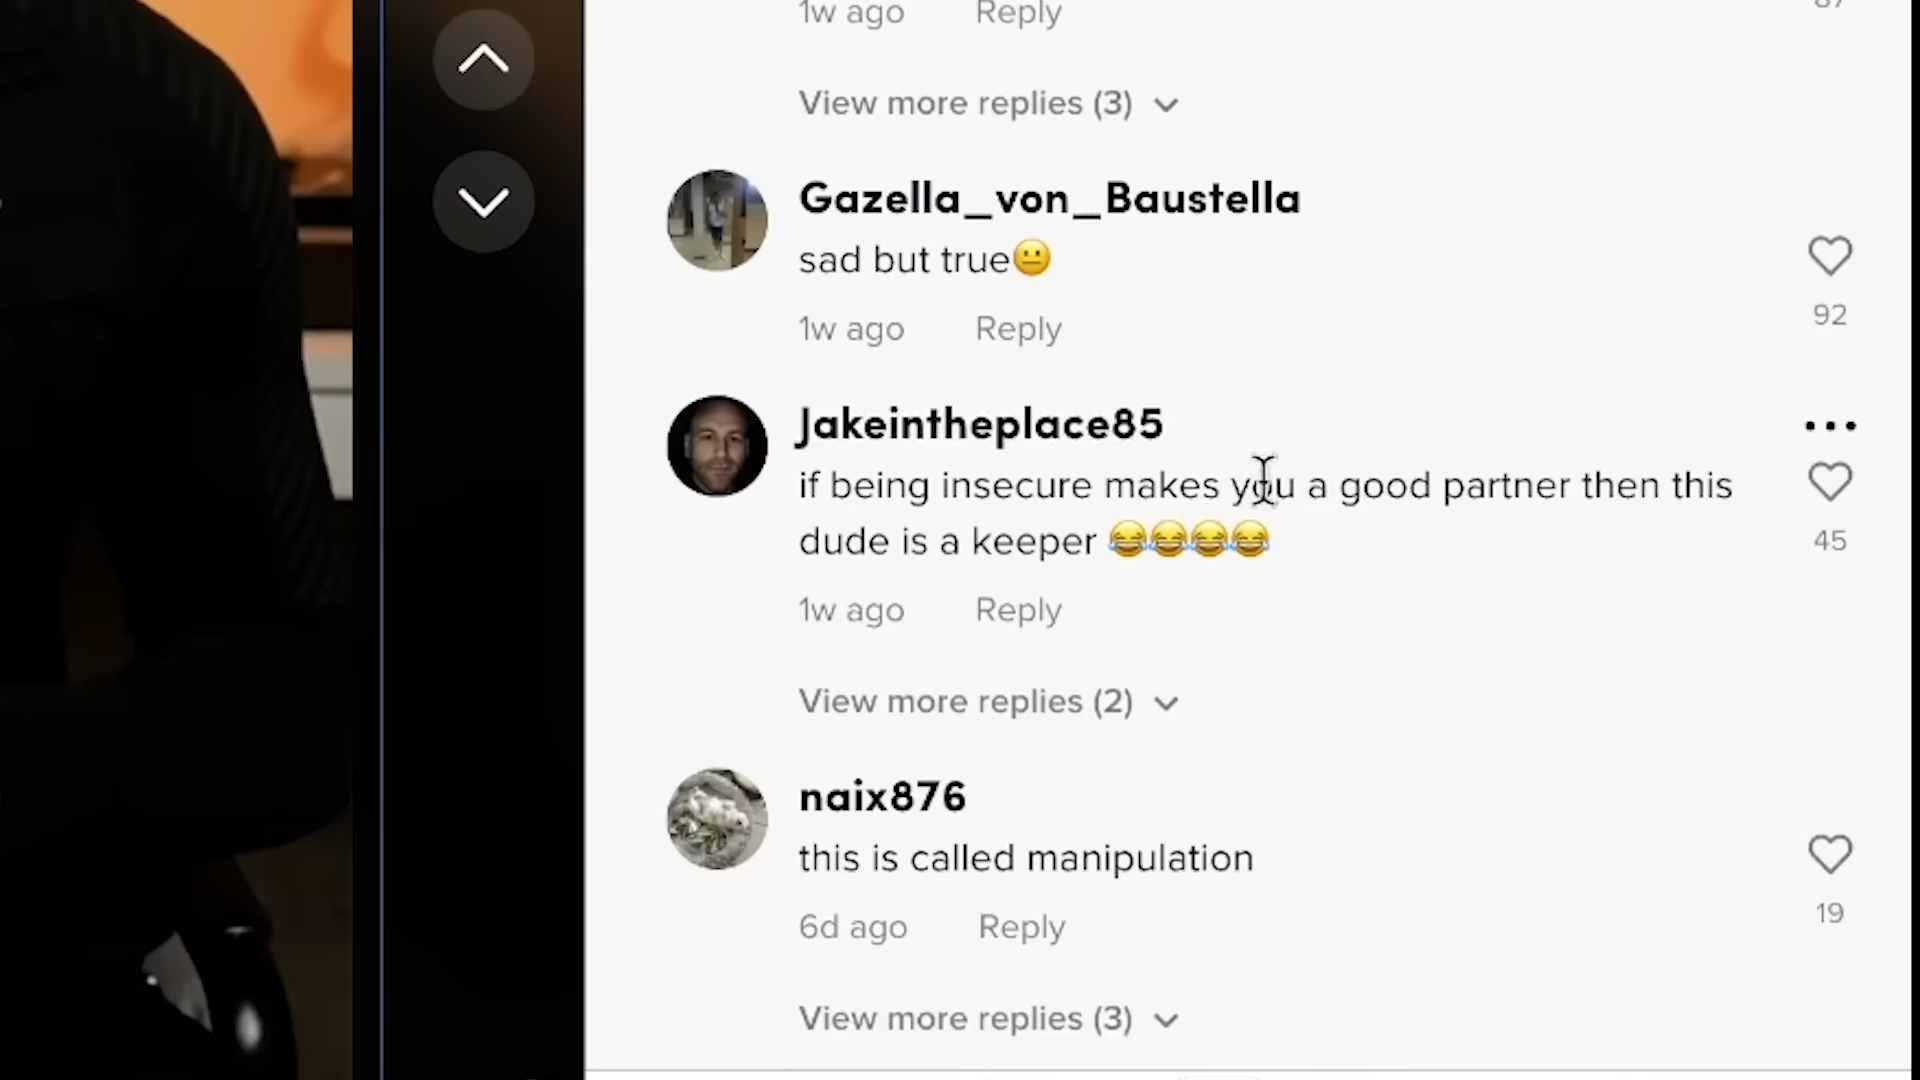 1w ago Reply
View more replies (3)
Gazella_von_Baustella
sad but true😐
92
1w ago Reply
Jakeintheplace85
if being insecure makes you a good partner then this
dude is a keeper 😂😂😂😂
45
1w ago Reply
View more replies (2)
naix876
this is called manipulation
19
6d ago Reply
View more replies (3)